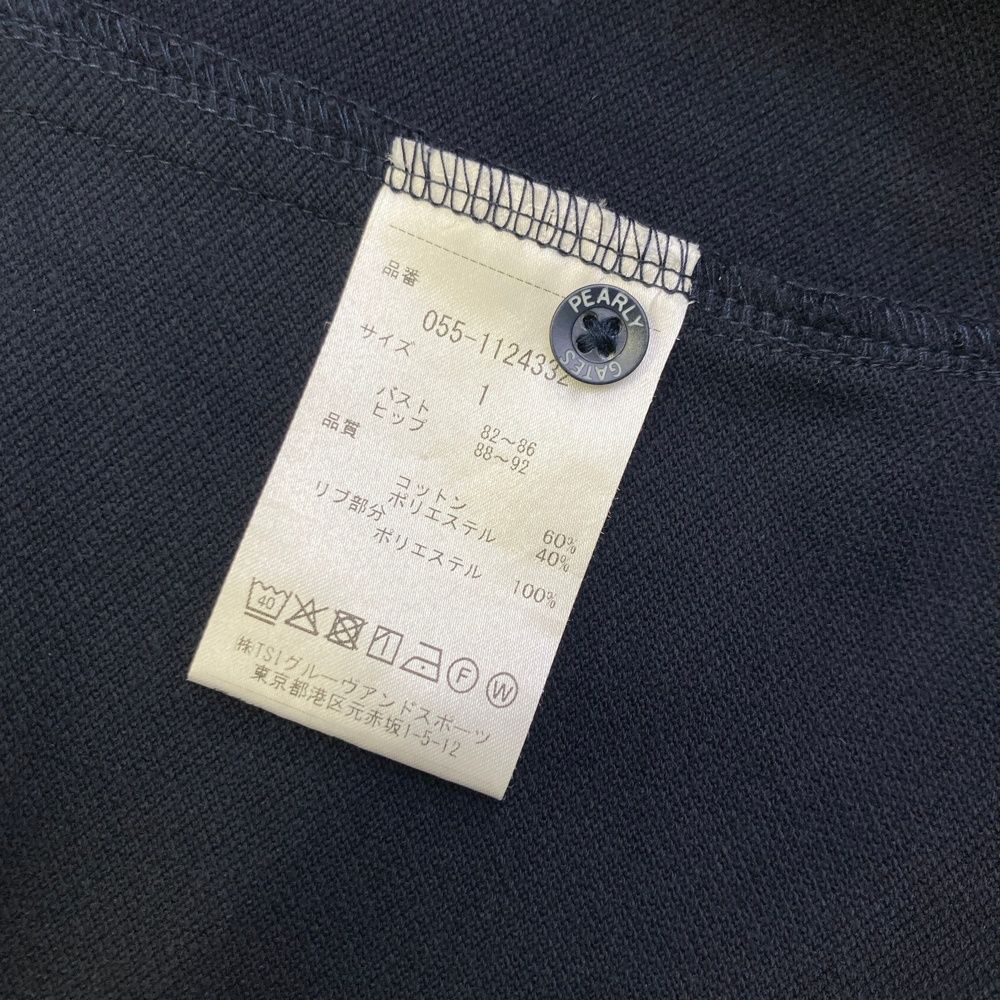 品番
055-1124332
PEARLY
GATES
サイズ
1
バスト 82~86
ヒップ 88~92
品質
コットン 60%
ポリエステル 40%
リブ部分
ポリエステル 100%
40
F
W
㈱TSIグルーヴアンドスポーツ
東京都港区元赤坂1-5-12